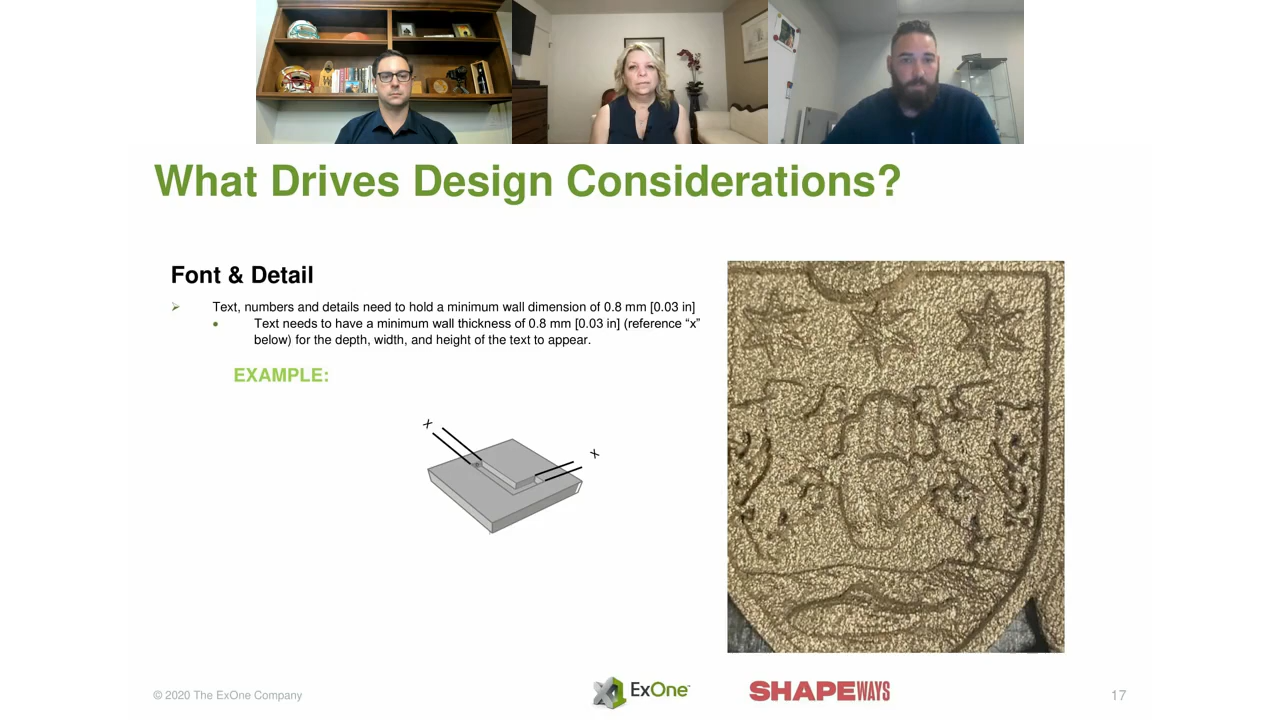 What Drives Design Considerations?
Font & Detail
Text, numbers and details need to hold a minimum wall dimension of 0.8 mm [0.03 in]
Text needs to have a minimum wall thickness of 0.8 mm [0.03 in] (reference “x”
below) for the depth, width, and height of the text to appear.
EXAMPLE:
X
X
© 2020 The ExOne Company
X1 ExOne™
SHAPEWAYS
17